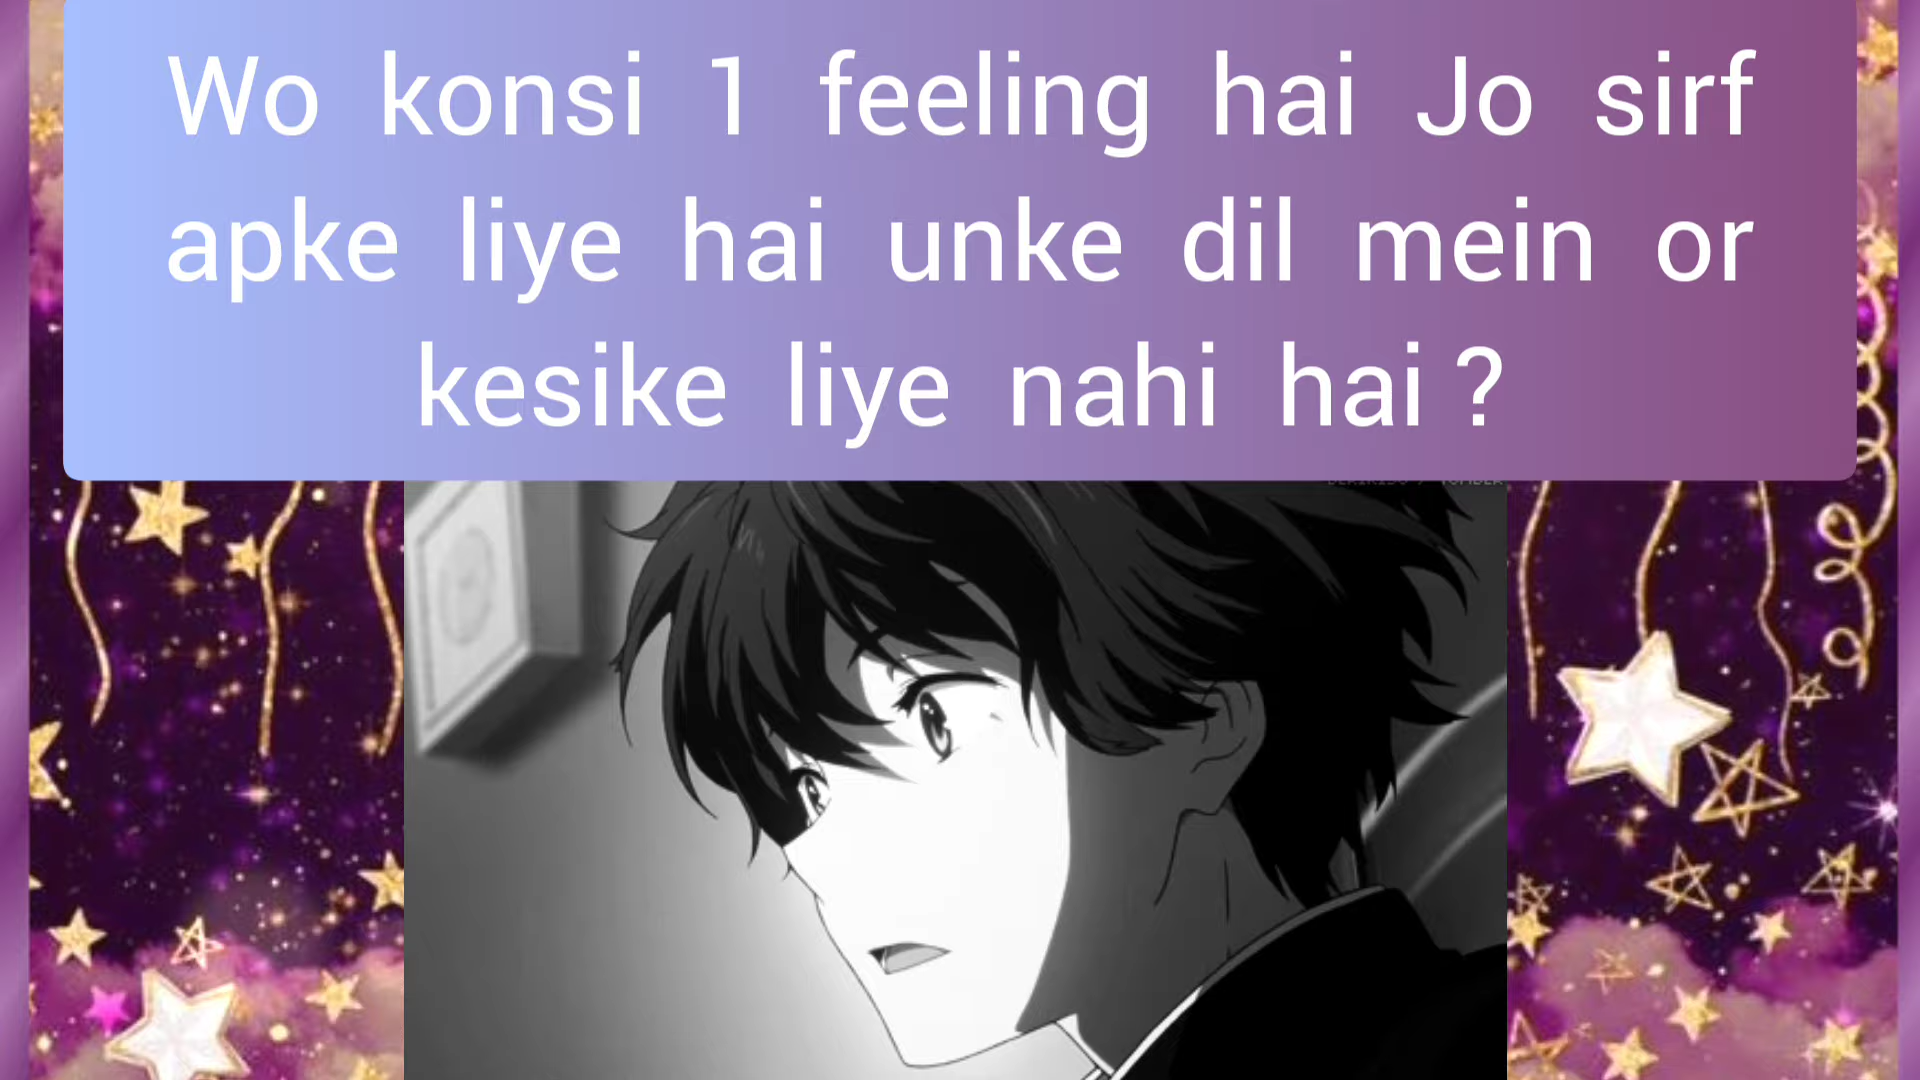 Wo konsi 1 feeling hai Jo sirf
apke liye hai unke dil mein or
kesike liye nahi hai ?